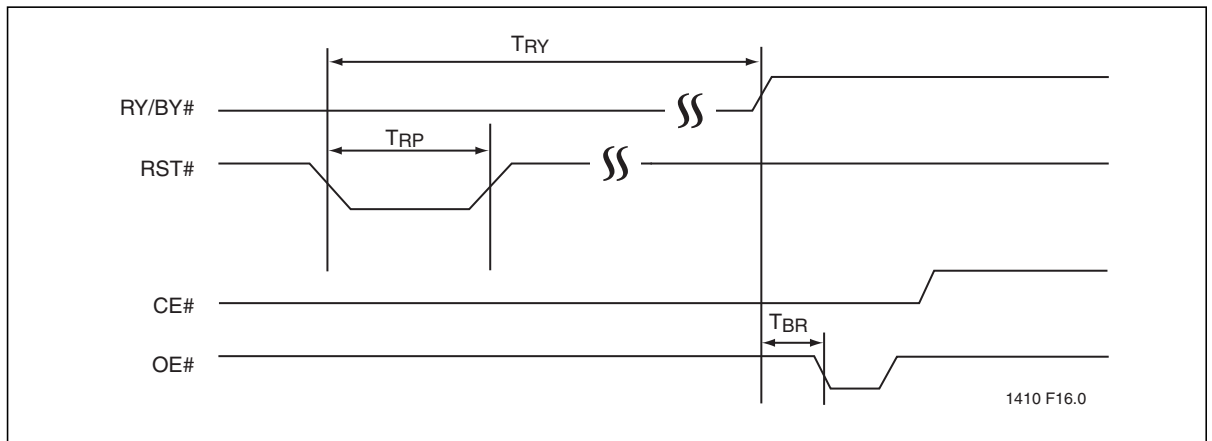 TRY
RY/BY#
TRP
RST#
CE#
TBR
OE#
1410 F16.0